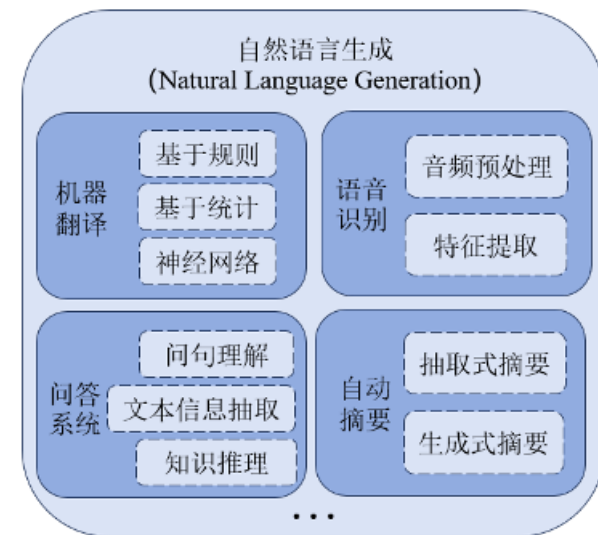 自然语言生成
(Natural Language Generation)
机器
翻译
基于规则
基于统计
神经网络
语音
识别
音频预处理
特征提取
问答
系统
问句理解
文本信息抽取
知识推理
自动
摘要
抽取式摘要
生成式摘要
...